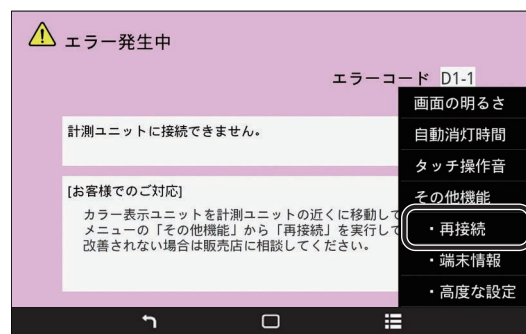 エラー発生中
エラーコード D1-1
計測ユニットに接続できません。
[お客様でのご対応]
カラー表示ユニットを計測ユニットの近くに移動して
メニューの「その他機能」から「再接続」を実行して
改善されない場合は販売店に相談してください。
画面の明るさ
自動消灯時間
タッチ操作音
その他機能
・再接続
・端末情報
・高度な設定